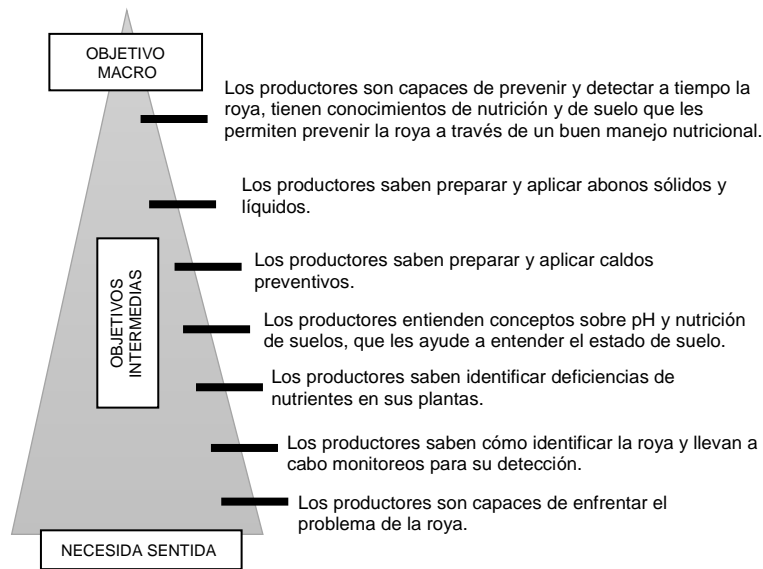 OBJETIVO
MACRO
Los productores son capaces de prevenir y detectar a tiempo la
roya, tienen conocimientos de nutrición y de suelo que les
permiten prevenir la roya a través de un buen manejo nutricional.
Los productores saben preparar y aplicar abonos sólidos y
líquidos.
Los productores saben preparar y aplicar caldos
preventivos.
OBJETIVOS
INTERMEDIAS
Los productores entienden conceptos sobre pH y nutrición
de suelos, que les ayude a entender el estado de suelo.
Los productores saben identificar deficiencias de
nutrientes en sus plantas.
Los productores saben cómo identificar la roya y llevan a
cabo monitoreos para su detección.
Los productores son capaces de enfrentar el
problema de la roya.
NECESIDA SENTIDA